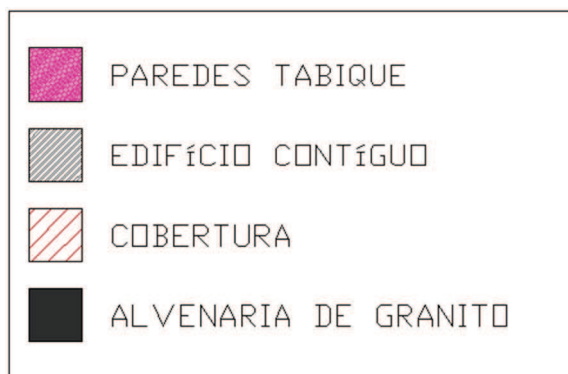 PAREDES TABIQUE
EDIFíCIO CONTíGUO
COBERTURA
ALVENARIA DE GRANITO